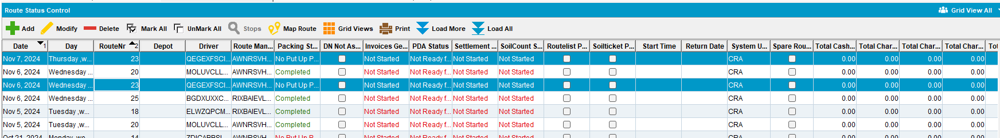 Route Status Control Grid View All
Add Modify Delete Mark All UnMark All Stops Map Route Grid Views Print Load More Load All
Date 1 Day RouteNr 2 Depot Driver Route Man... Packing St... DN Not As... Invoices Ge... PDA Status Settlement ... SoilCount S... Routelist P... Soilticket P... Start Time Return Date System U... Spare Rou... Total Cash... Total Char... Total Char... Total Char... Tot
Nov 7, 2024 Thursday ,w... 23 QEGEXFSCI... AWNRSVH... No Put Up P... Not Started Not Ready f... Not Started Not Started CRA 0.00 0.00 0.00 0.00
Nov 6, 2024 Wednesday ... 20 MOLUVCLL... AWNRSVH... Completed Not Started Not Ready f... Not Started Not Started CRA 0.00 0.00 0.00 0.00
Nov 6, 2024 Wednesday ... 23 QEGEXFSCI... AWNRSVH... No Put Up P... Not Started Not Ready f... Not Started Not Started CRA 0.00 0.00 0.00 0.00
Nov 6, 2024 Wednesday ... 25 BGDXUXXC... RIXBAIEVL... Completed Not Started Not Ready f... Not Started Not Started CRA 0.00 0.00 0.00 0.00
Nov 5, 2024 Tuesday ,w... 18 ELWZQPCM... RIXBAIEVL... Completed Not Started Not Ready f... Not Started Not Started CRA 0.00 0.00 0.00 0.00
Nov 5, 2024 Tuesday ,w... 20 MOLUVCLL... AWNRSVH... Completed Not Started Not Ready f... Not Started Not Started CRA 0.00 0.00 0.00 0.00
Oct 21, 2024 14 AWNRSVH... No Put Up P... Not Started Not Ready f... Not Started Not Started CRA 0.00 0.00 0.00 0.00